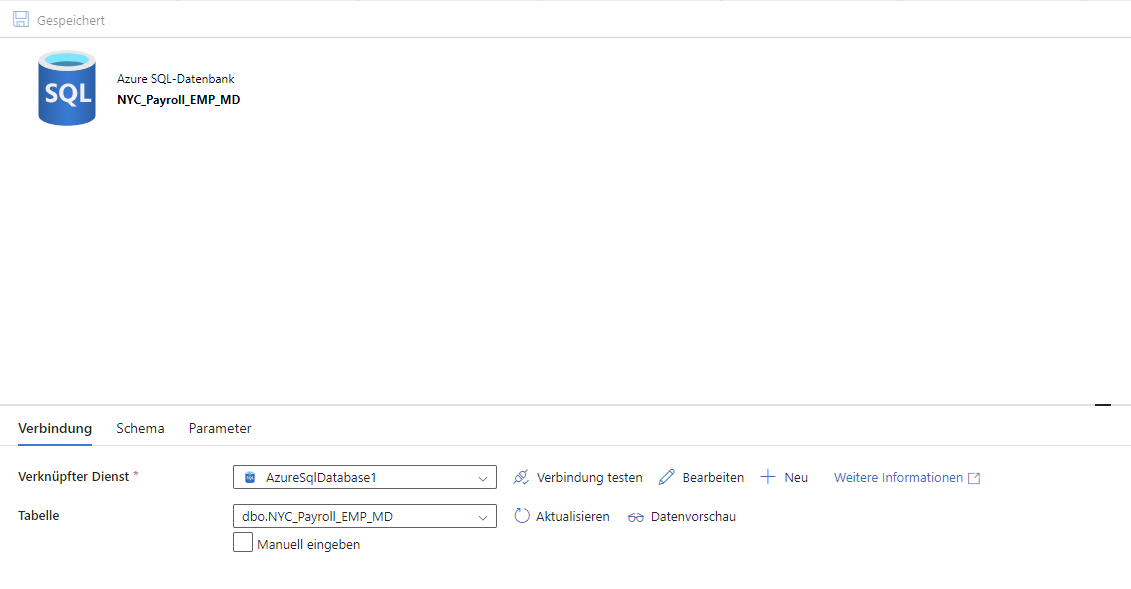 Gespeichert
SQL
Azure SQL-Datenbank
NYC_Payroll_EMP_MD
Verbindung Schema Parameter
Verknüpfter Dienst * SQL AzureSqlDatabase1 Verbindung testen Bearbeiten Neu Weitere Informationen
Tabelle dbo.NYC_Payroll_EMP_MD Aktualisieren Datenvorschau
Manuell eingeben